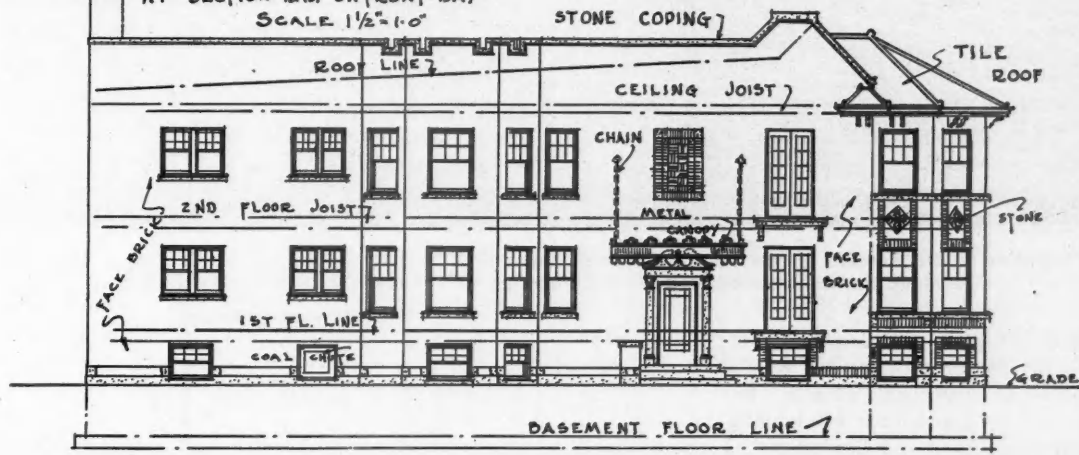 SCALE 1½"=1'-0"
STONE COPING
TILE
ROOF
ROOF LINE
CEILING JOIST
CHAIN
2ND FLOOR JOIST
METAL
CANOPY
STONE
FACE BRICK
FACE
BRICK
1ST FL. LINE
COAL CHUTE
GRADE
BASEMENT FLOOR LINE